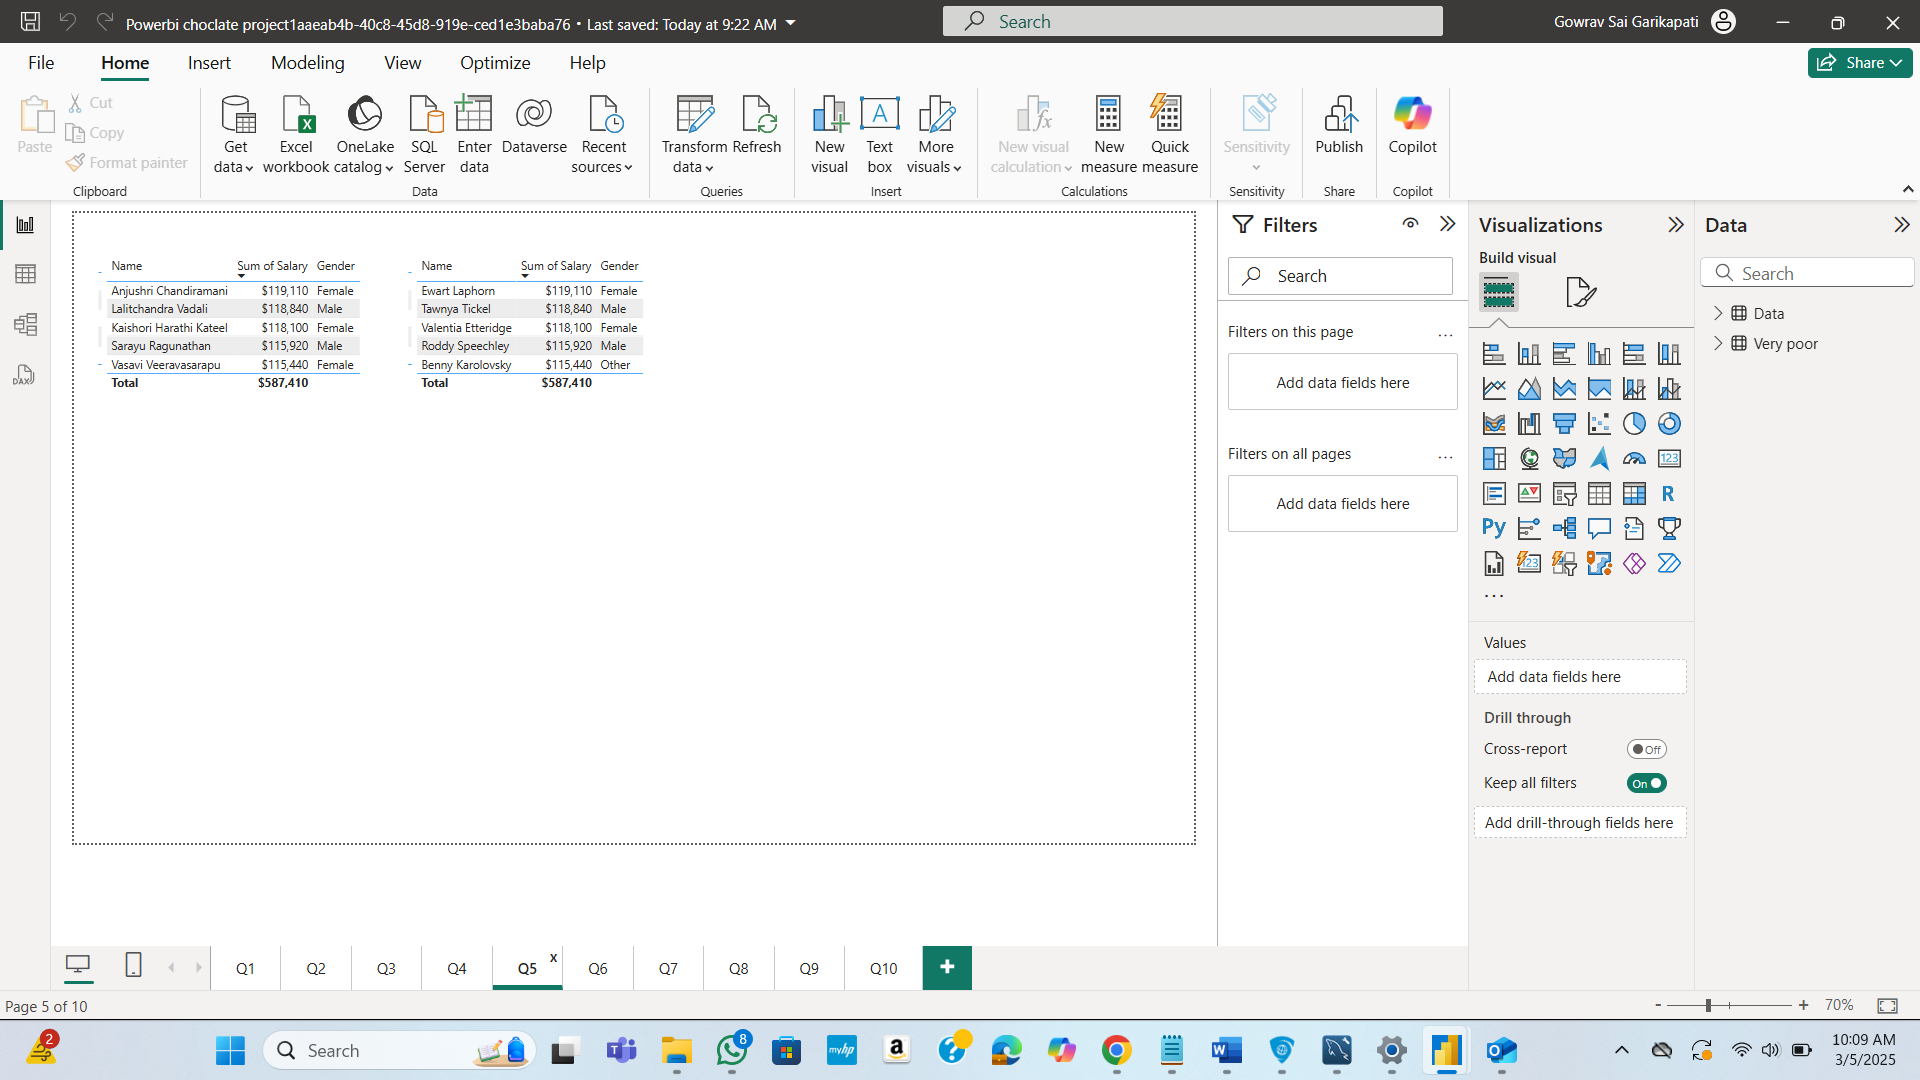 Powerbi choclate project1aaeab4b-40c8-45d8-919e-ced1e3baba76 • Last saved: Today at 9:22 AM
Search
Gowrav Sai Garikapati
File
Home
Insert
Modeling
View
Optimize
Help
Share
Paste
Cut
Copy
Format painter
Clipboard
Get data
Excel workbook
OneLake catalog
SQL Server
Enter data
Dataverse
Recent sources
Data
Transform data
Refresh
Queries
New visual
Text box
More visuals
Insert
New visual calculation
New measure
Quick measure
Calculations
Sensitivity
Sensitivity
Publish
Share
Copilot
Copilot
DAX
Name Sum of Salary Gender
Anjushri Chandiramani $119,110 Female
Lalitchandra Vadali $118,840 Male
Kaishori Harathi Kateel $118,100 Female
Sarayu Ragunathan $115,920 Male
Vasavi Veeravasarapu $115,440 Female
Total $587,410
Name Sum of Salary Gender
Ewart Laphorn $119,110 Female
Tawnya Tickel $118,840 Male
Valentia Etteridge $118,100 Female
Roddy Speechley $115,920 Male
Benny Karolovsky $115,440 Other
Total $587,410
Filters
Search
Filters on this page ...
Add data fields here
Filters on all pages ...
Add data fields here
Visualizations
Build visual
123
R
Py
123
...
Values
Add data fields here
Drill through
Cross-report Off
Keep all filters On
Add drill-through fields here
Data
Search
Data
Very poor
Q1
Q2
Q3
Q4
Q5 x
Q6
Q7
Q8
Q9
Q10
+
Page 5 of 10
- + 70%
2
Search
8
myhp
a
10:09 AM
3/5/2025